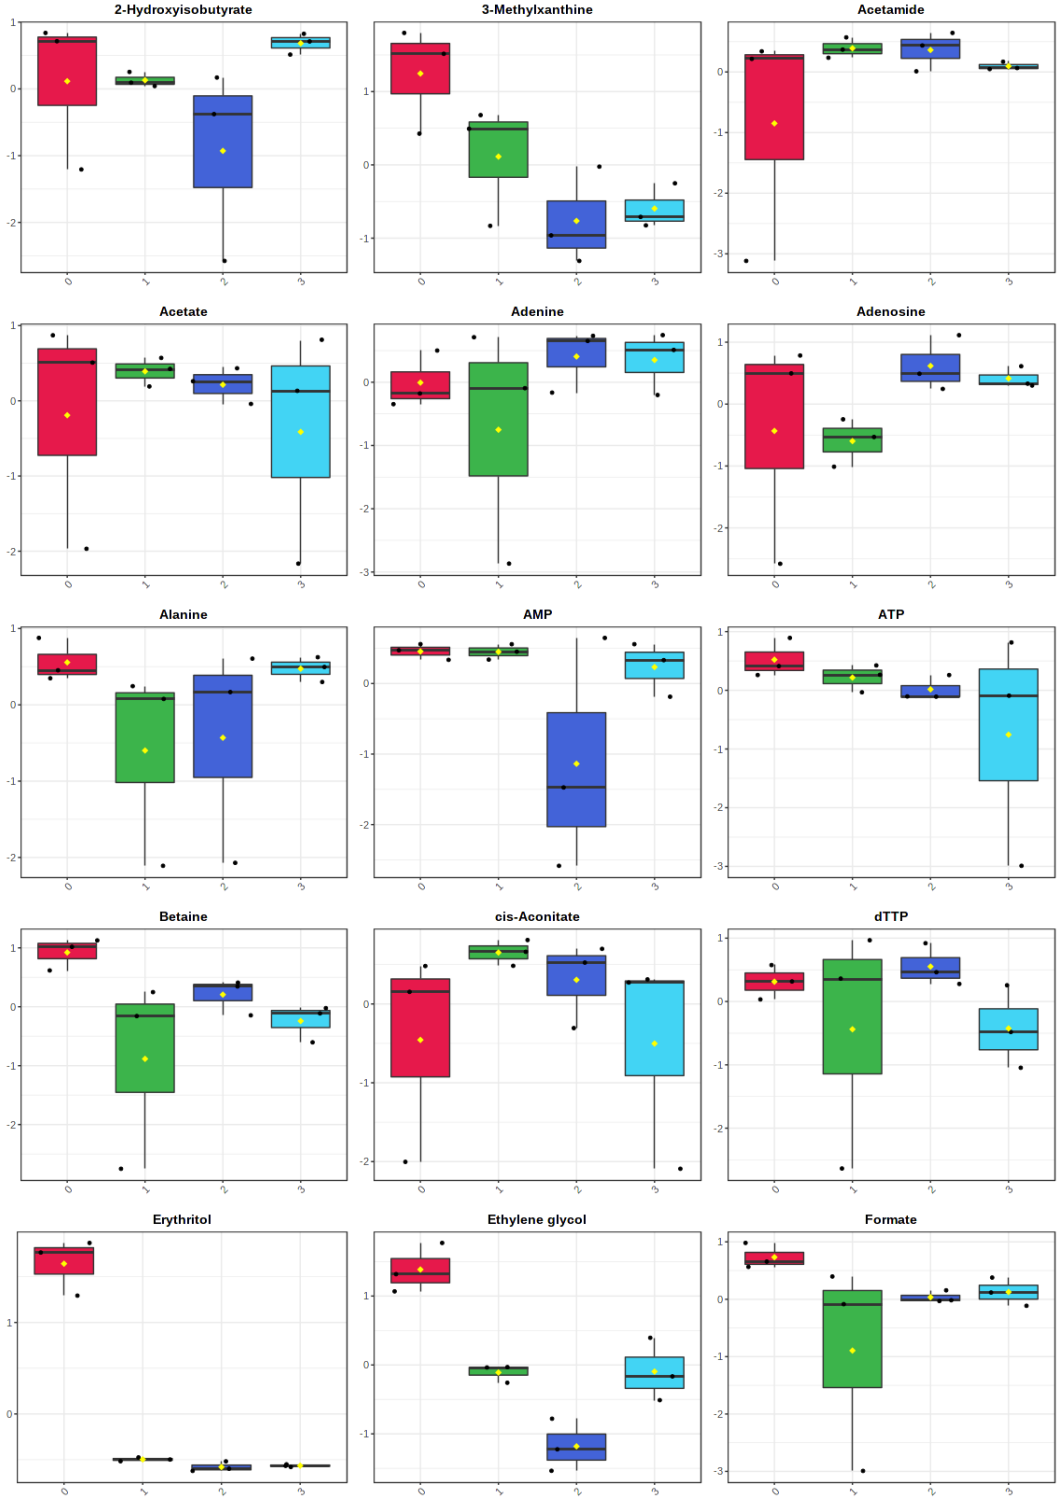 2-Hydroxyisobutyrate
3-Methylxanthine
Acetamide
1
0
-1
-2
0 1 2 3
1
0
-1
0 1 2 3
0
-1
-2
-3
0 1 2 3
Acetate
Adenine
Adenosine
1
0
-1
-2
0 1 2 3
0
-1
-2
-3
0 1 2 3
1
0
-1
-2
0 1 2 3
Alanine
AMP
ATP
1
0
-1
-2
0 1 2 3
0
-1
-2
0 1 2 3
1
0
-1
-2
-3
0 1 2 3
Betaine
cis-Aconitate
dTTP
1
0
-1
-2
0 1 2 3
0
-1
-2
0 1 2 3
1
0
-1
-2
0 1 2 3
Erythritol
Ethylene glycol
Formate
1
0
0 1 2 3
1
0
-1
0 1 2 3
1
0
-1
-2
-3
0 1 2 3